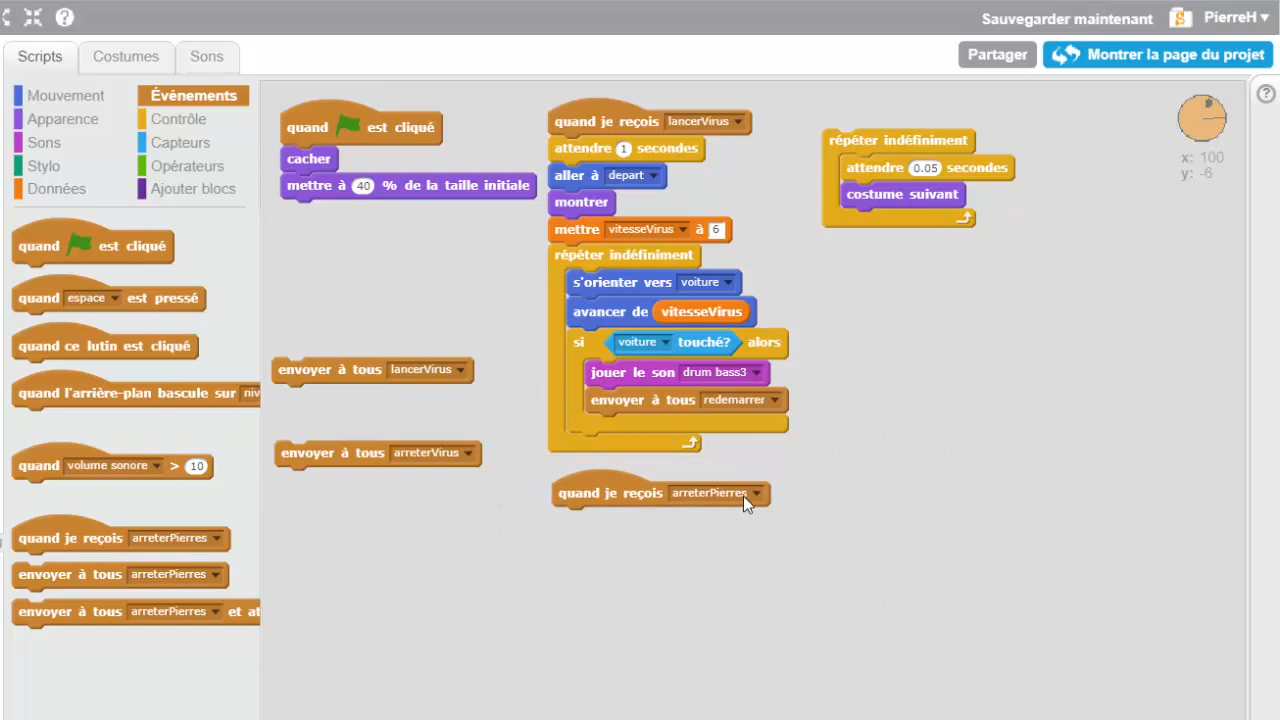 Sauvegarder maintenant
PierreH
Scripts
Costumes
Sons
Partager
Montrer la page du projet
Mouvement
Événements
Apparence
Contrôle
Sons
Capteurs
Stylo
Opérateurs
Données
Ajouter blocs
quand est cliqué
quand espace est pressé
quand ce lutin est cliqué
quand l'arrière-plan bascule sur niv
quand volume sonore > 10
quand je reçois arreterPierres
envoyer à tous arreterPierres
envoyer à tous arreterPierres et at
quand est cliqué
cacher
mettre à 40 % de la taille initiale
envoyer à tous lancerVirus
envoyer à tous arreterVirus
quand je reçois lancerVirus
attendre 1 secondes
aller à depart
montrer
mettre vitesseVirus à 6
répéter indéfiniment
s'orienter vers voiture
avancer de vitesseVirus
si voiture touché? alors
jouer le son drum bass3
envoyer à tous redemarrer
quand je reçois arreterPierres
répéter indéfiniment
attendre 0.05 secondes
costume suivant
x: 100
y: -6